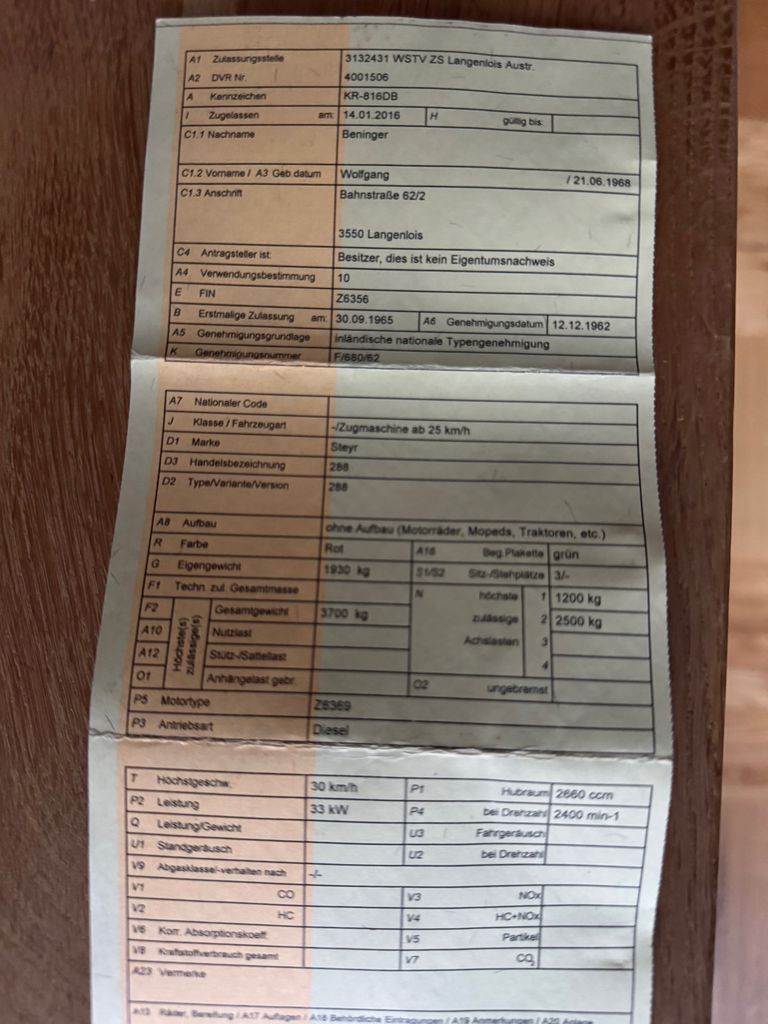 A1 Zulassungsstelle 3132431 WSTV ZS Langenlois Austr.
A2 DVR Nr. 4001506
A Kennzeichen KR-816DB
I Zugelassen am: 14.01.2016 H gültig bis:
C1.1 Nachname Beninger
C1.2 Vorname / A3 Geb.datum Wolfgang / 21.06.1968
C1.3 Anschrift Bahnstraße 62/2
3550 Langenlois
C4 Antragsteller ist: Besitzer, dies ist kein Eigentumsnachweis
A4 Verwendungsbestimmung 10
E FIN Z6356
B Erstmalige Zulassung am: 30.09.1965 A6 Genehmigungsdatum 12.12.1962
A5 Genehmigungsgrundlage inländische nationale Typengenehmigung
K Genehmigungsnummer F/680/62
A7 Nationaler Code
J Klasse / Fahrzeugart -/Zugmaschine ab 25 km/h
D1 Marke Steyr
D3 Handelsbezeichnung 288
D2 Type/Variante/Version 288
A8 Aufbau ohne Aufbau (Motorräder, Mopeds, Traktoren, etc.)
R Farbe Rot A16 Beg.Plakette grün
G Eigengewicht 1930 kg S1/S2 Sitz-/Stehplätze 3/-
F1 Techn. zul. Gesamtmasse N höchste 1 1200 kg
F2 Höchste(s) zulässige(s) Gesamtgewicht 3700 kg zulässige 2 2500 kg
A10 Nutzlast Achslasten 3
A12 Stütz-/Sattellast 4
O1 Anhängelast gebr. O2 ungebremst
P5 Motortype Z6369
P3 Antriebsart Diesel
T Höchstgeschw. 30 km/h P1 Hubraum 2660 ccm
P2 Leistung 33 kW P4 bei Drehzahl 2400 min-1
Q Leistung/Gewicht U3 Fahrgeräusch
U1 Standgeräusch U2 bei Drehzahl
V9 Abgasklasse/-verhalten nach -/-
V1 CO V3 NOx
V2 HC V4 HC+NOx
V6 Korr. Absorptionskoeff. V5 Partikel
V8 Kraftstoffverbrauch gesamt V7 CO₂
A23 Vermerke
A13 Räder, Bereifung / A17 Auflagen / A18 Behördliche Eintragungen / A19 Anmerkungen / A20 Anlage